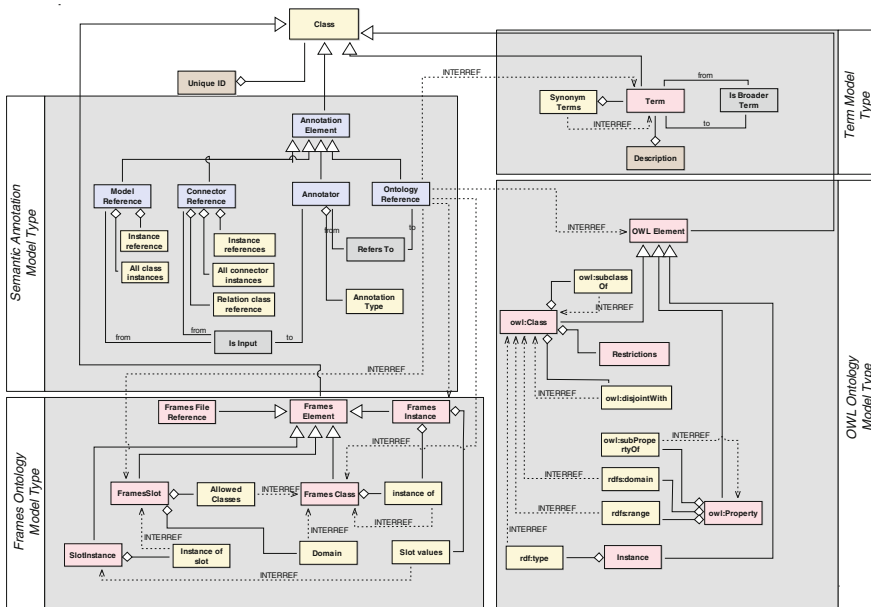 Class
Unique ID
INTERREF
Synonym
Terms
Term
from
Is Broader
Term
to
INTERREF
Description
Term Model
Type
Semantic Annotation
Model Type
Annotation
Element
Model
Reference
Connector
Reference
Annotator
Ontology
Reference
Instance
reference
All class
instances
Instance
references
All connector
instances
Relation class
reference
from
to
Refers To
Annotation
Type
from
from
Is Input
to
INTERREF
INTERREF
OWL Element
owl:subclass
Of
INTERREF
owl:Class
Restrictions
owl:disjointWith
INTERREF
owl:subPrope
rtyOf
INTERREF
rdfs:domain
INTERREF
rdfs:range
INTERREF
owl:Property
INTERREF
rdf:type
Instance
OWL Ontology
Model Type
Frames Ontology
Model Type
Frames File
Reference
Frames
Element
Frames
Instance
INTERREF
FramesSlot
Allowed
Classes
INTERREF
Frames Class
instance of
INTERREF
INTERREF
INTERREF
SlotInstance
Instance of
slot
Domain
Slot values
INTERREF